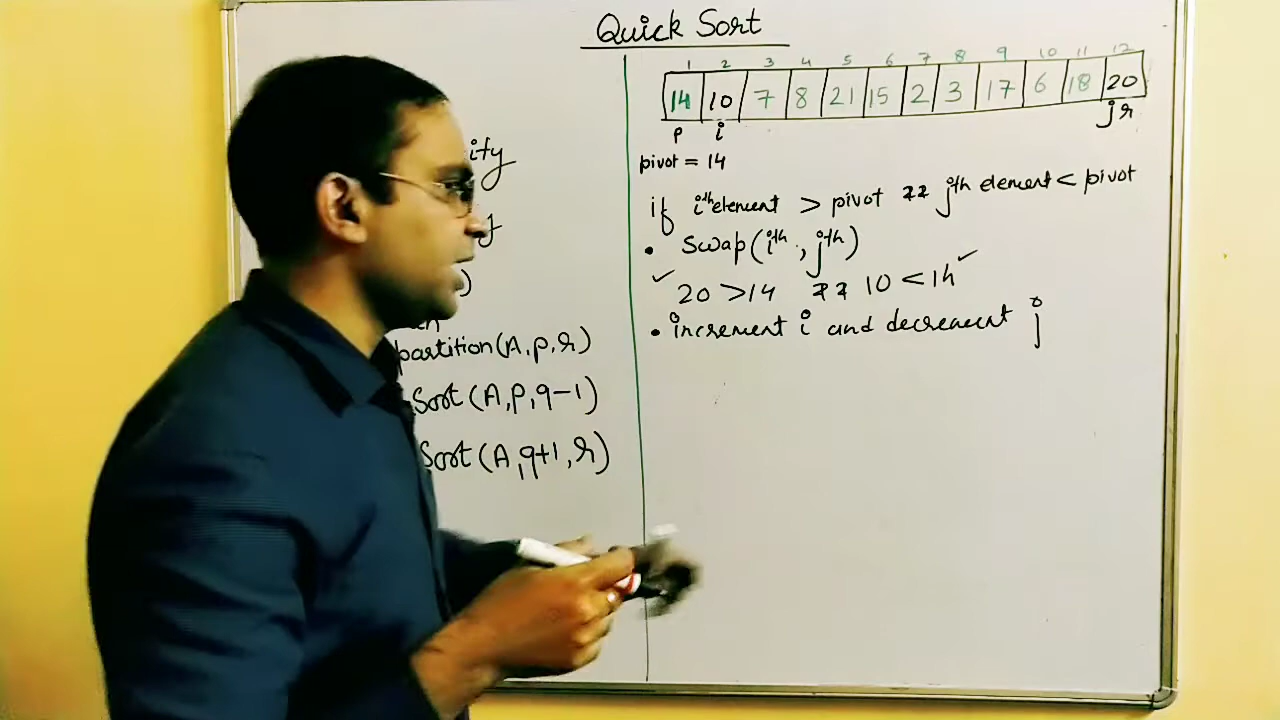 Quick Sort
ify
partition(A, p, r)
Sort (A, p, q-1)
Sort (A, q+1, r)
1 2 3 4 5 6 7 8 9 10 11 12
14 10 7 8 21 15 2 3 17 6 18 20
p i j r
pivot = 14
if ith element > pivot && jth element < pivot
• swap(ith, jth)
✓ 20 > 14 && 10 < 14 ✓
• increment i and decrement j